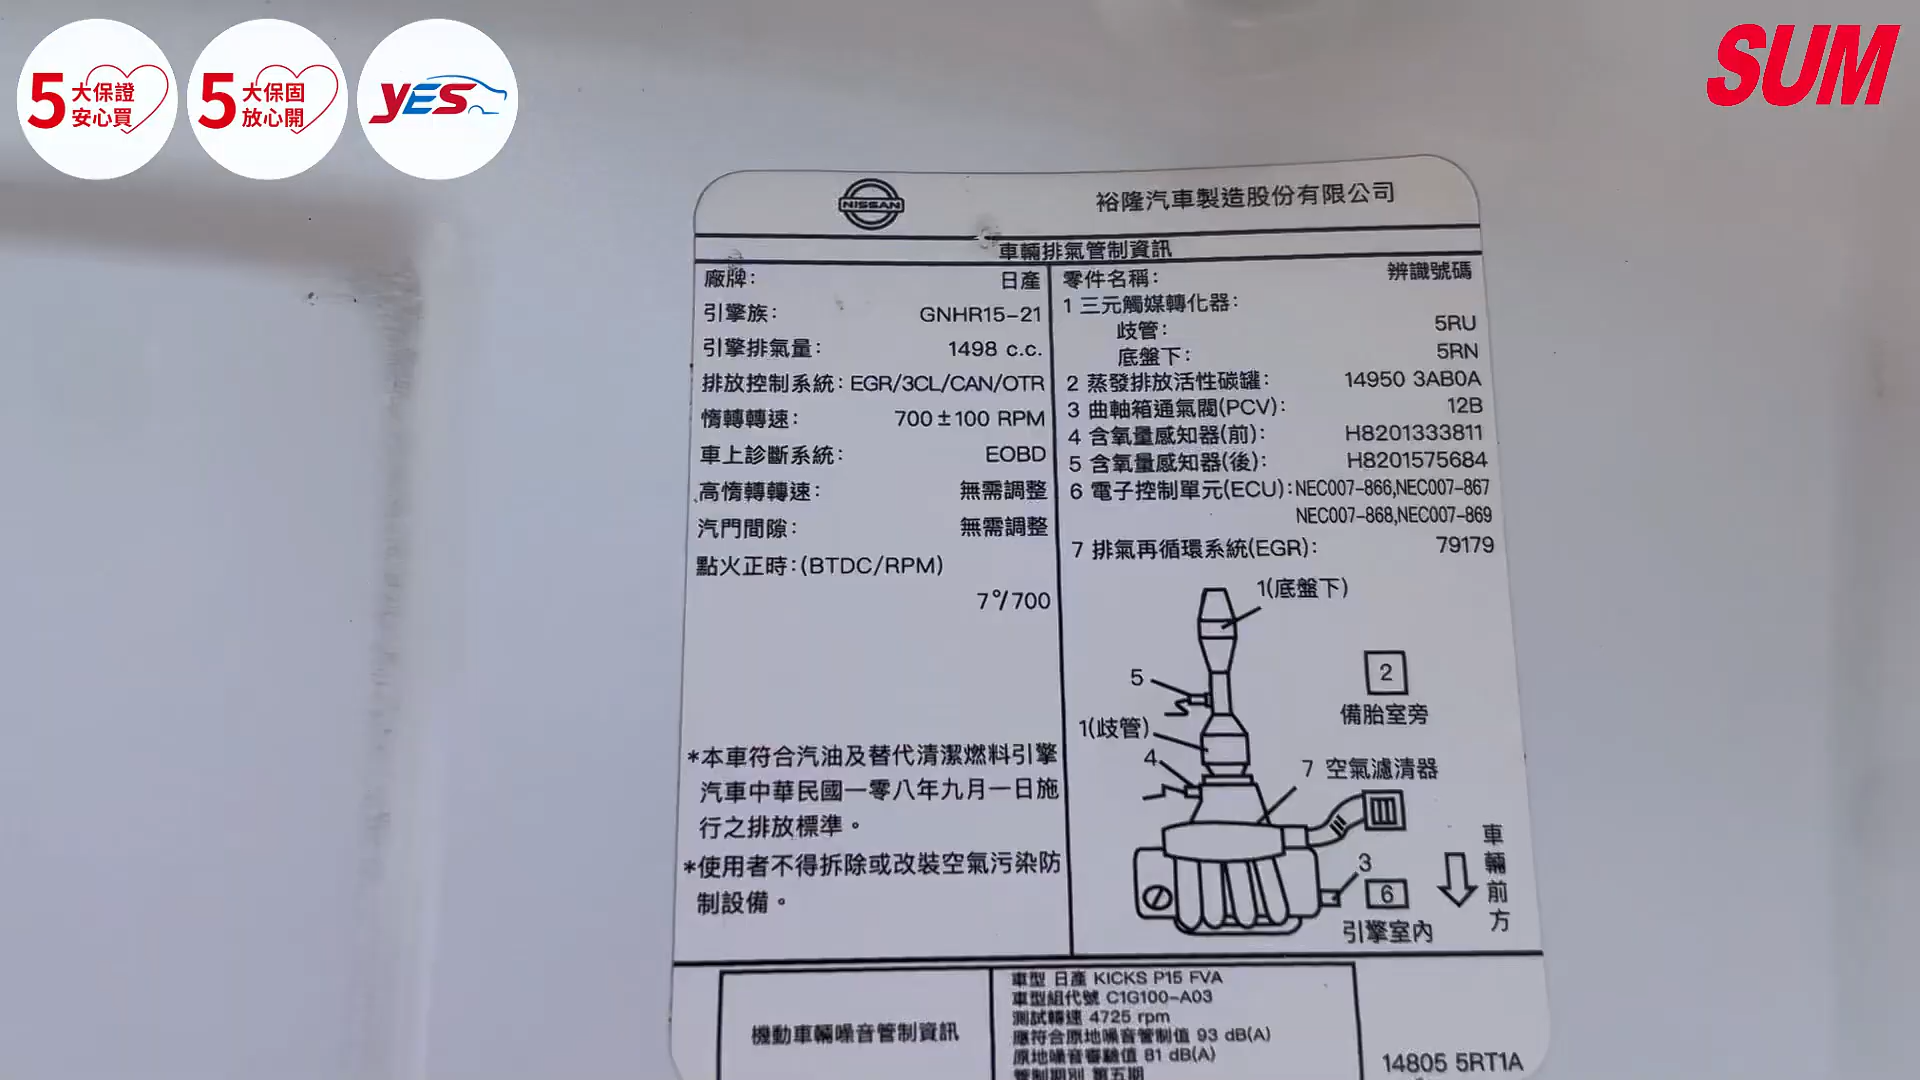 5大保證
安心買
5大保固
放心開
YES
SUM
NISSAN
裕隆汽車製造股份有限公司
車輛排氣管制資訊
廠牌: 日產
引擎族: GNHR15-21
引擎排氣量: 1498 c.c.
排放控制系統: EGR/3CL/CAN/OTR
惰轉轉速: 700±100 RPM
車上診斷系統: EOBD
高惰轉轉速: 無需調整
汽門間隙: 無需調整
點火正時:(BTDC/RPM)
7°/700
*本車符合汽油及替代清潔燃料引擎
汽車中華民國一零八年九月一日施
行之排放標準。
*使用者不得拆除或改裝空氣污染防
制設備。
零件名稱: 辨識號碼
1 三元觸媒轉化器:
歧管: 5RU
底盤下: 5RN
2 蒸發排放活性碳罐: 14950 3AB0A
3 曲軸箱通氣閥(PCV): 12B
4 含氧量感知器(前): H8201333811
5 含氧量感知器(後): H8201575684
6 電子控制單元(ECU):NEC007-866,NEC007-867
NEC007-868,NEC007-869
7 排氣再循環系統(EGR): 79179
1(底盤下)
5
2
備胎室旁
1(歧管)
4
7 空氣濾清器
3
6
引擎室內
車輛前方
機動車輛噪音管制資訊
車型 日產 KICKS P15 FVA
車型組代號 C1G100-A03
測試轉速 4725 rpm
應符合原地噪音管制值 93 dB(A)
原地噪音審驗值 81 dB(A)
管制期別 第五期
14805 5RT1A